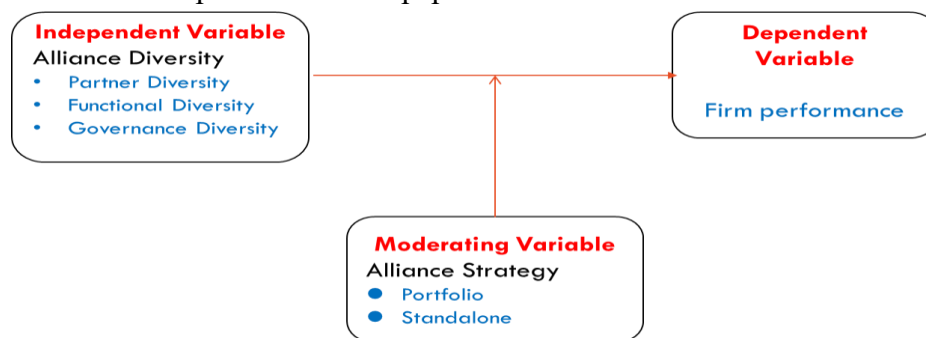 Independent Variable
Alliance Diversity
• Partner Diversity
• Functional Diversity
• Governance Diversity
Dependent
Variable
Firm performance
Moderating Variable
Alliance Strategy
● Portfolio
● Standalone